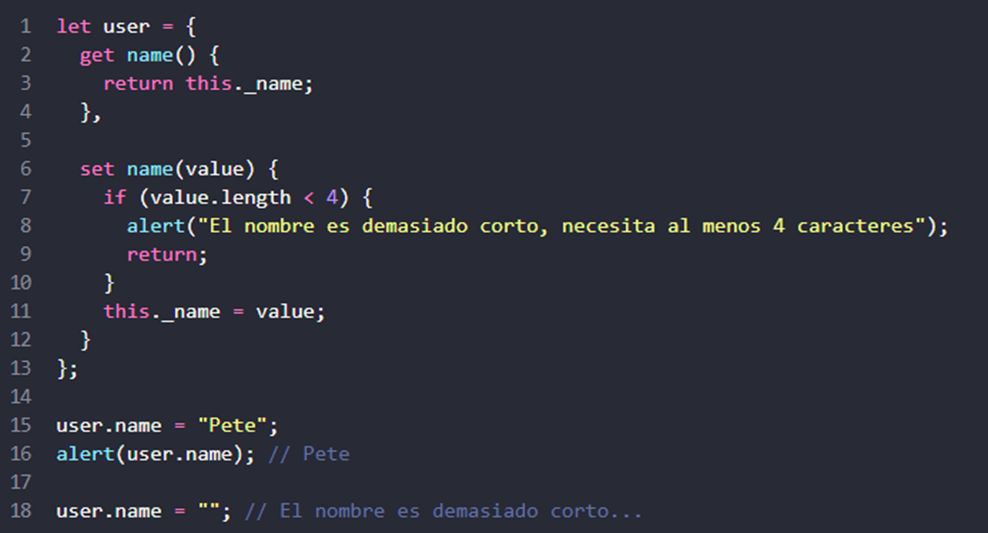 1 let user = {
2   get name() {
3     return this._name;
4   },
5
6   set name(value) {
7     if (value.length < 4) {
8       alert("El nombre es demasiado corto, necesita al menos 4 caracteres");
9       return;
10     }
11     this._name = value;
12   }
13 };
14
15 user.name = "Pete";
16 alert(user.name); // Pete
17
18 user.name = ""; // El nombre es demasiado corto...